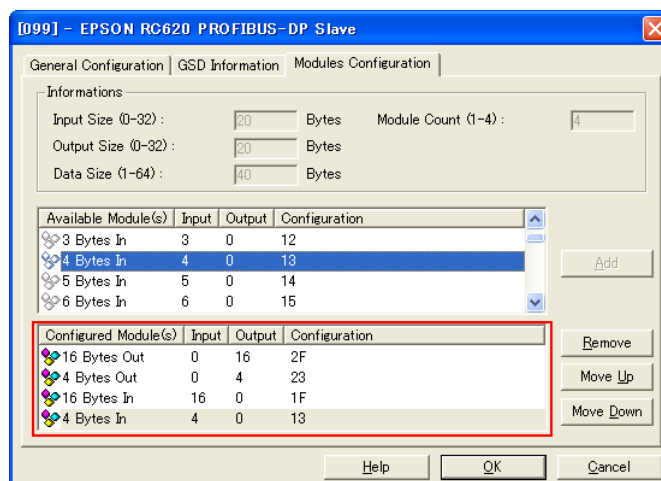 [099] - EPSON RC620 PROFIBUS-DP Slave
General Configuration GSD Information Modules Configuration
Informations
Input Size (0-32) : 20 Bytes Module Count (1-4) : 4
Output Size (0-32) : 20 Bytes
Data Size (1-64) : 40 Bytes
Available Module(s) Input Output Configuration
3 Bytes In 3 0 12
4 Bytes In 4 0 13
5 Bytes In 5 0 14
6 Bytes In 6 0 15
Add
Configured Module(s) Input Output Configuration
16 Bytes Out 0 16 2F
4 Bytes Out 0 4 23
16 Bytes In 16 0 1F
4 Bytes In 4 0 13
Remove
Move Up
Move Down
Help OK Cancel